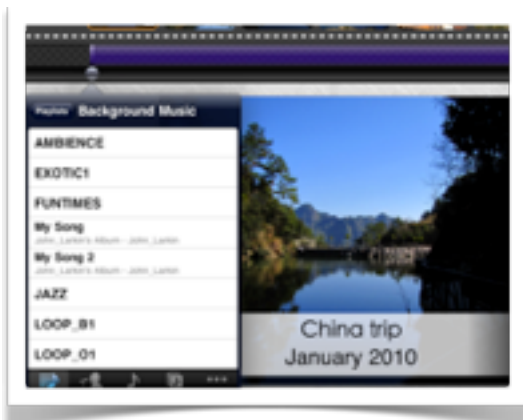 Playlists Background Music
AMBIENCE
EXOTIC1
FUNTIMES
My Song
John_Larkin's Album - John_Larkin
My Song 2
John_Larkin's Album - John_Larkin
JAZZ
LOOP_B1
LOOP_O1
China trip
January 2010